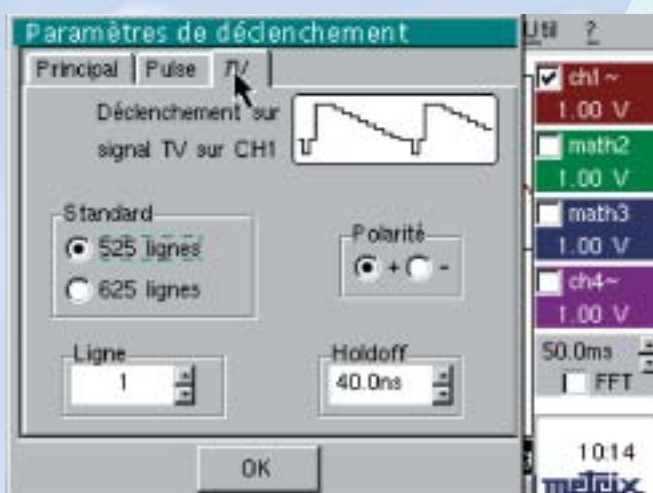 Paramètres de déclenchement
Principal Pulse TV
Déclenchement sur
signal TV sur CH1
Standard
525 lignes
625 lignes
Polarité
+ -
Ligne
1
Holdoff
40.0ns
OK
Util ?
ch1 ~
1.00 V
math2
1.00 V
math3
1.00 V
ch4~
1.00 V
50.0ms
FFT
10:14
metrix